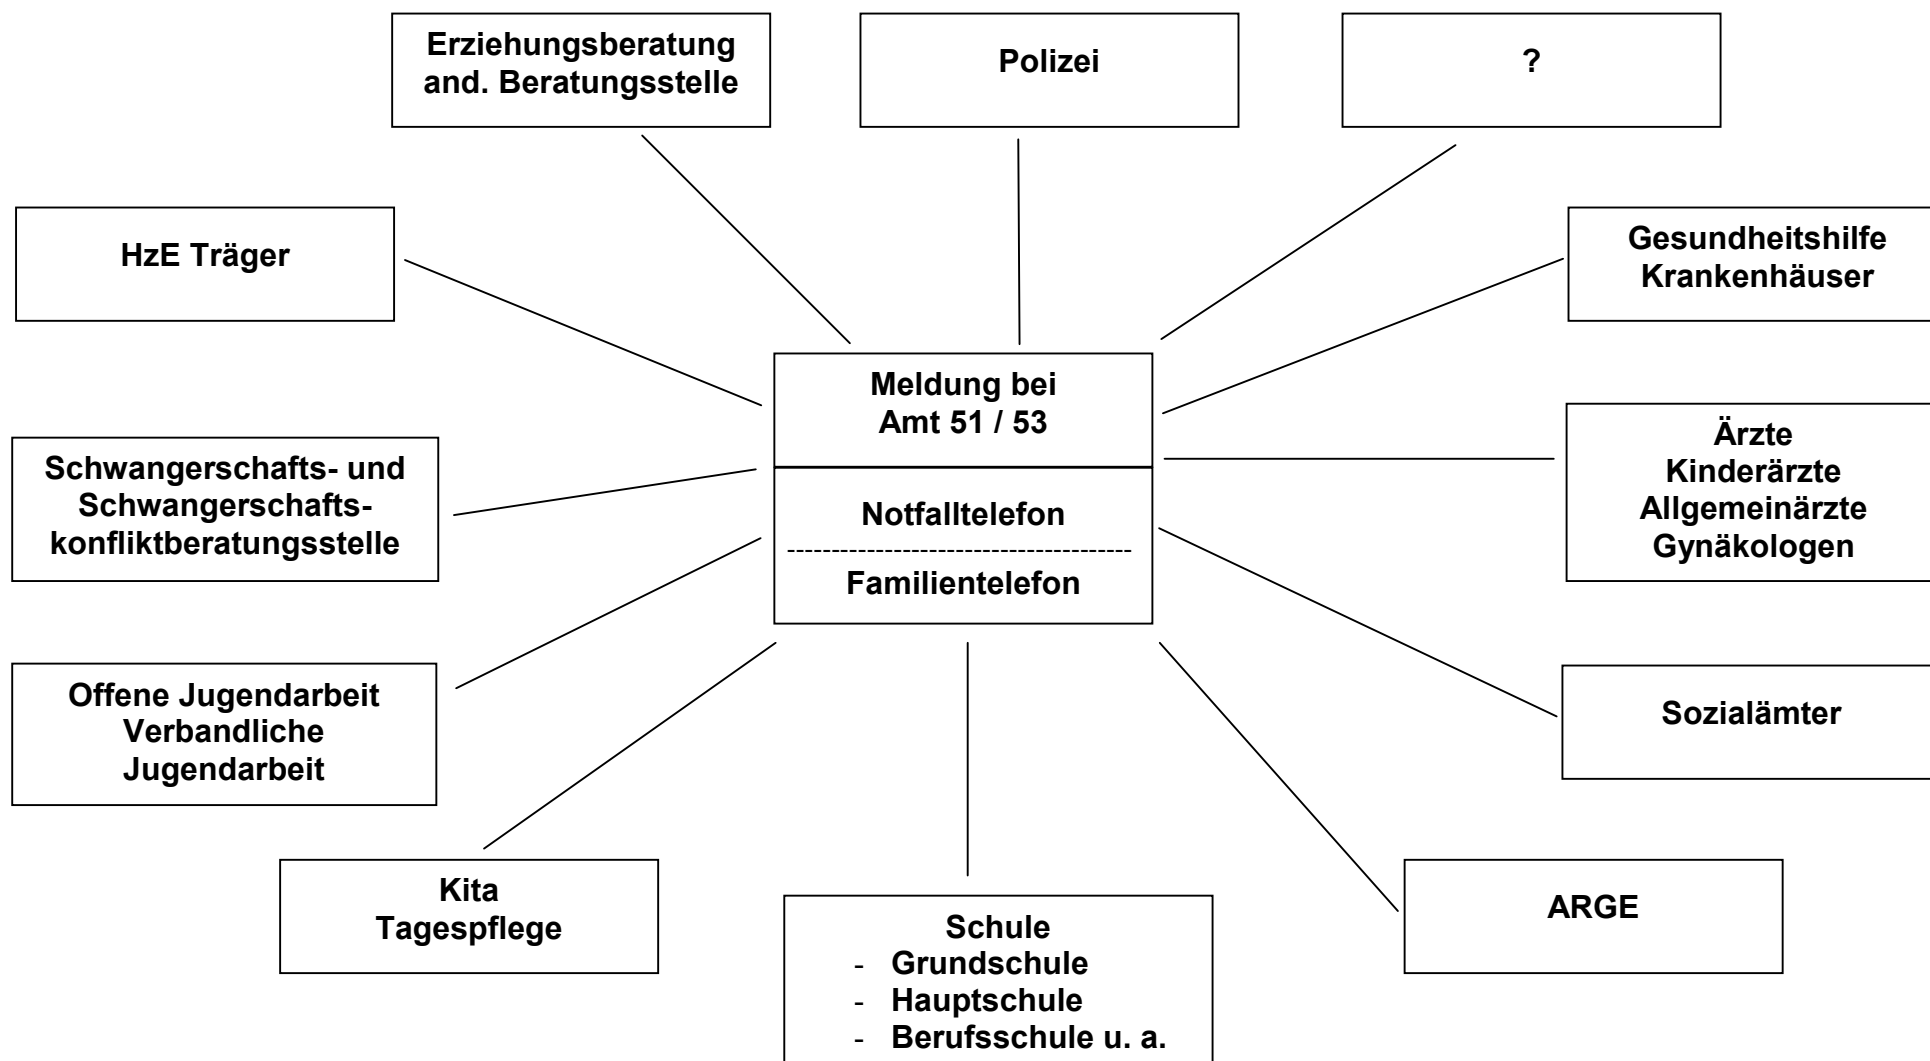 Erziehungsberatung
and. Beratungsstelle
Polizei
?
HzE Träger
Gesundheitshilfe
Krankenhäuser
Meldung bei
Amt 51 / 53
Notfalltelefon
---------------------------------------
Familientelefon
Schwangerschafts- und
Schwangerschafts-
konfliktberatungsstelle
Ärzte
Kinderärzte
Allgemeinärzte
Gynäkologen
Offene Jugendarbeit
Verbandliche
Jugendarbeit
Sozialämter
Kita
Tagespflege
Schule
- Grundschule
- Hauptschule
- Berufsschule u. a.
ARGE